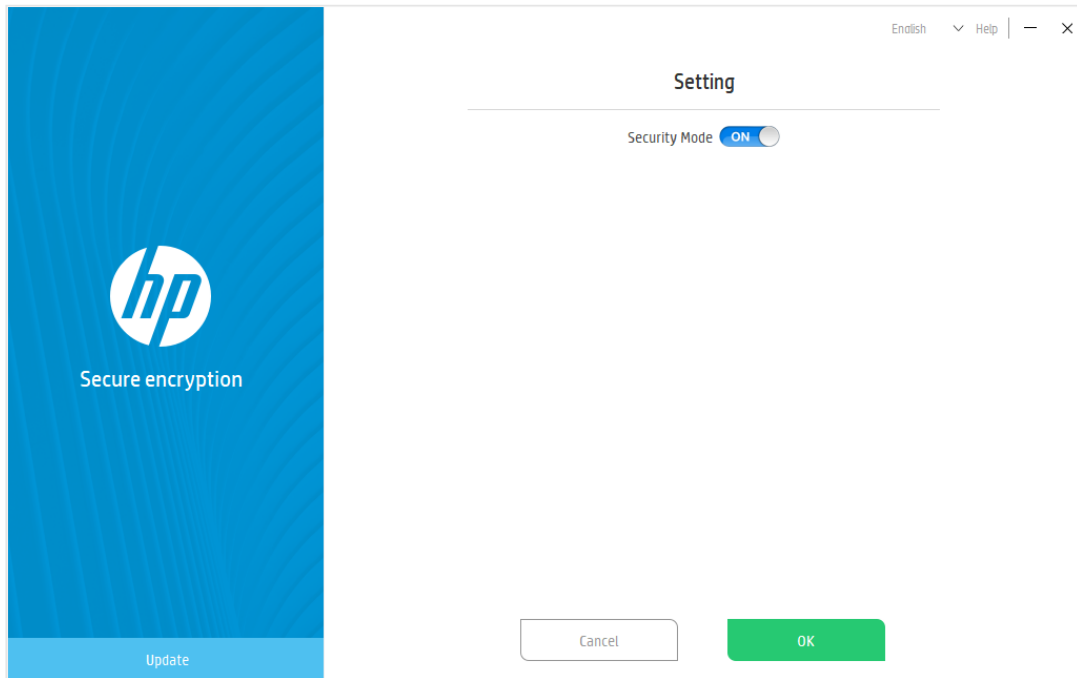 English Help
Setting
Security Mode ON
hp
Secure encryption
Cancel OK
Update